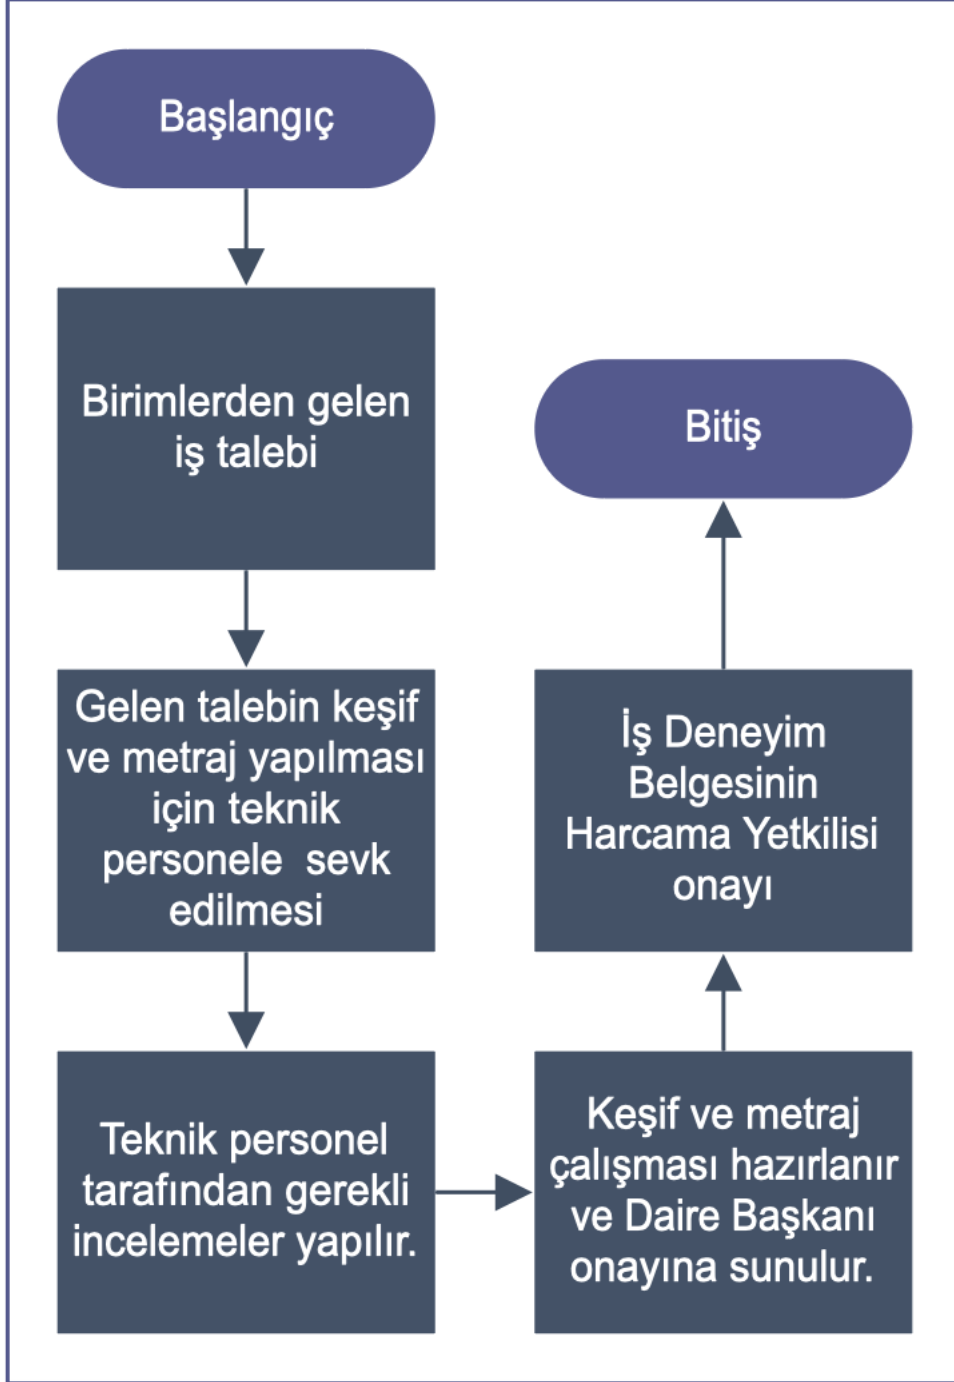 Başlangıç
Birimlerden gelen
iş talebi
Gelen talebin keşif
ve metraj yapılması
için teknik
personele  sevk
edilmesi
Teknik personel
tarafından gerekli
incelemeler yapılır.
Keşif ve metraj
çalışması hazırlanır
ve Daire Başkanı
onayına sunulur.
İş Deneyim
Belgesinin
Harcama Yetkilisi
onayı
Bitiş